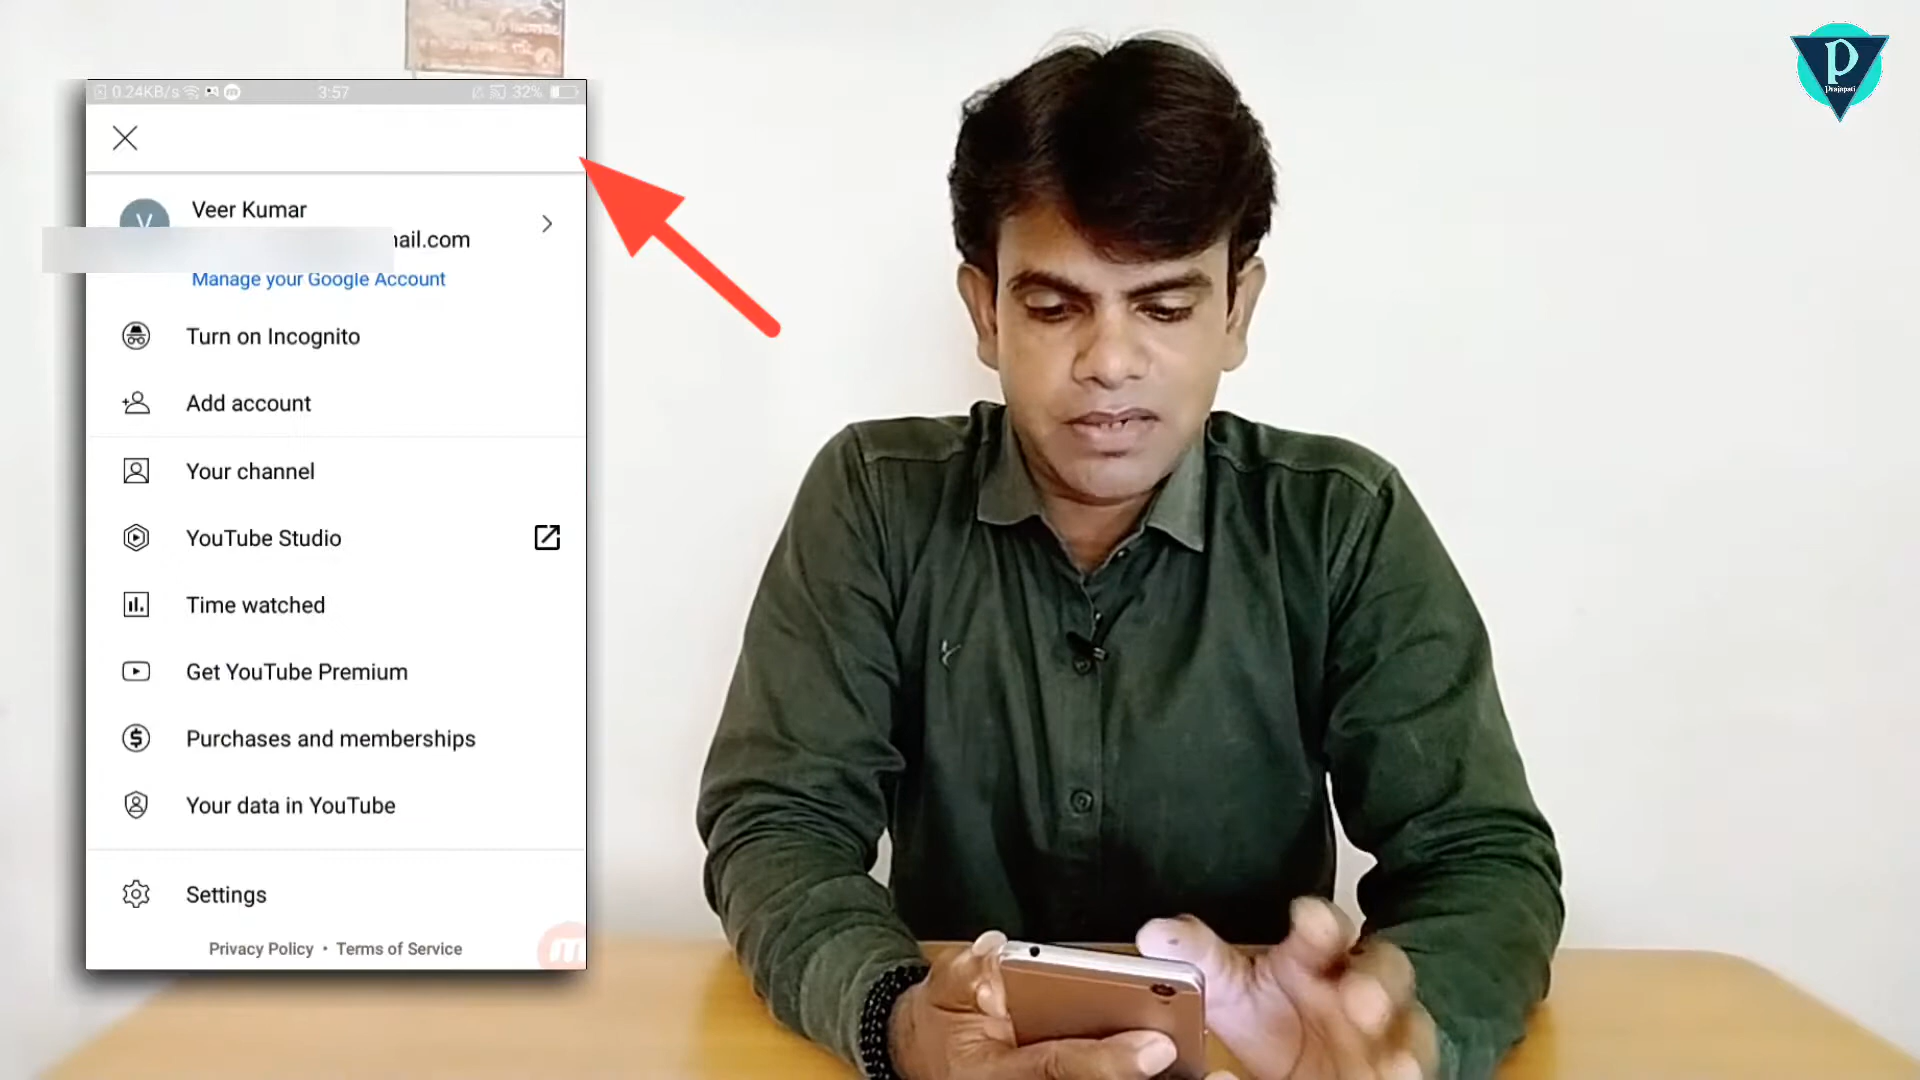 0.24KB/s
3:57
32%
Veer Kumar
V
ail.com
Manage your Google Account
Turn on Incognito
Add account
Your channel
YouTube Studio
Time watched
Get YouTube Premium
Purchases and memberships
Your data in YouTube
Settings
Privacy Policy • Terms of Service
m
P
Prajapati